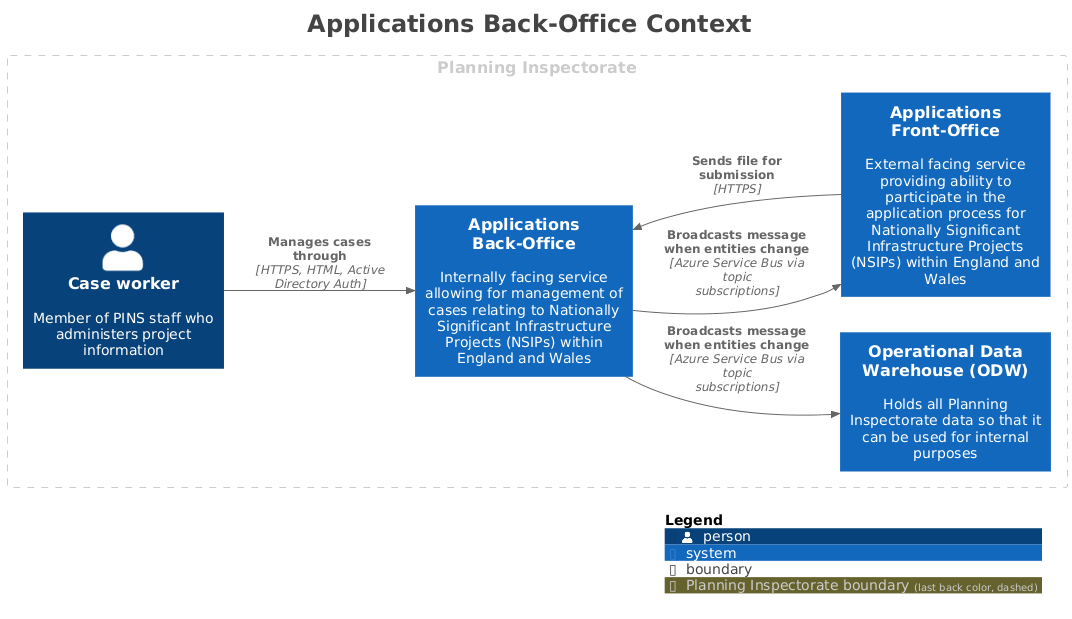 Applications Back-Office Context
Planning Inspectorate
Case worker
Member of PINS staff who
administers project
information
Manages cases
through
[HTTPS, HTML, Active
Directory Auth]
Applications
Back-Office
Internally facing service
allowing for management of
cases relating to Nationally
Significant Infrastructure
Projects (NSIPs) within
England and Wales
Sends file for
submission
[HTTPS]
Broadcasts message
when entities change
[Azure Service Bus via
topic
subscriptions]
Broadcasts message
when entities change
[Azure Service Bus via
topic
subscriptions]
Applications
Front-Office
External facing service
providing ability to
participate in the
application process for
Nationally Significant
Infrastructure Projects
(NSIPs) within England and
Wales
Operational Data
Warehouse (ODW)
Holds all Planning
Inspectorate data so that it
can be used for internal
purposes
Legend
person
system
boundary
Planning Inspectorate boundary (last back color, dashed)